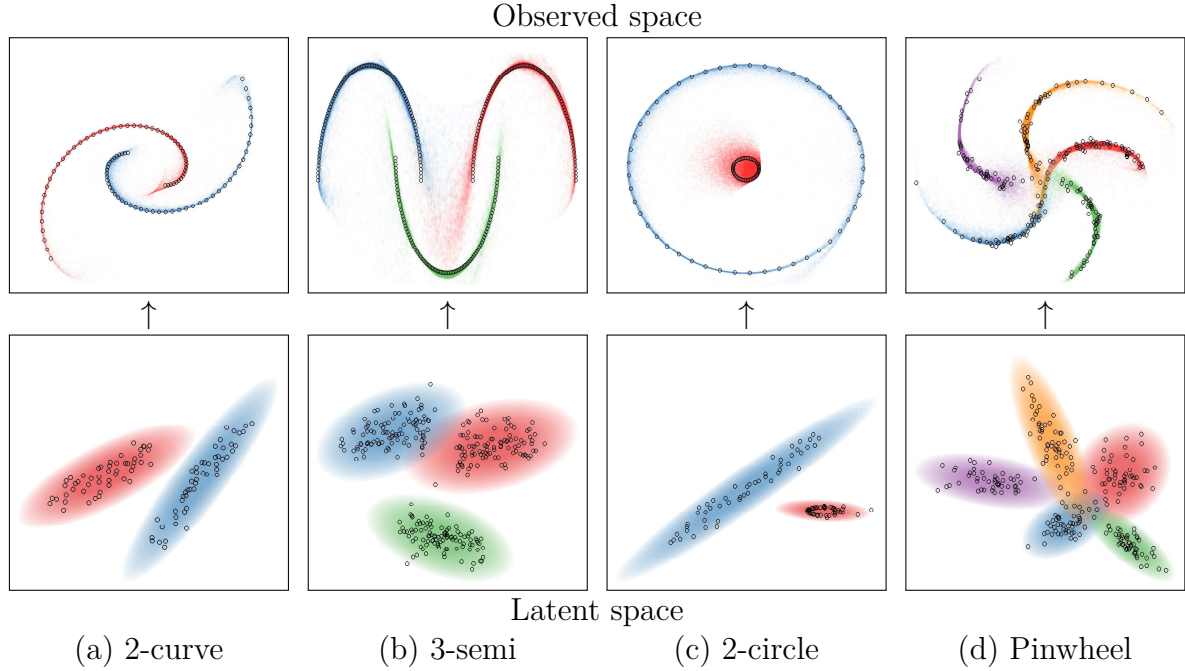 Observed space
↑ ↑ ↑ ↑
Latent space
(a) 2-curve (b) 3-semi (c) 2-circle (d) Pinwheel